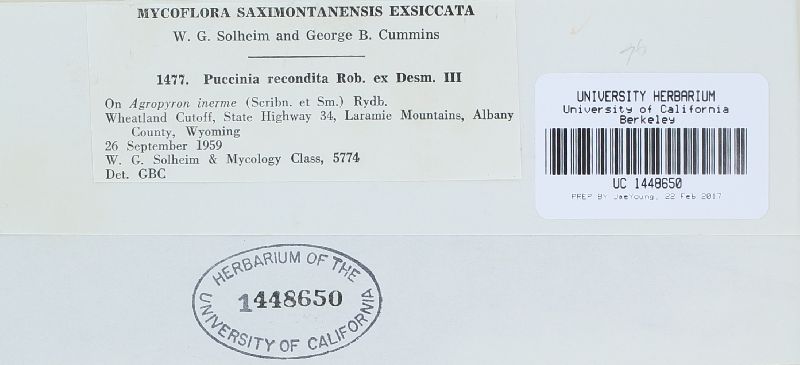 MYCOFLORA SAXIMONTANENSIS EXSICCATA
W. G. Solheim and George B. Cummins
1477. Puccinia recondita Rob. ex Desm. III
On Agropyron inerme (Scribn. et Sm.) Rydb.
Wheatland Cutoff, State Highway 34, Laramie Mountains, Albany
County, Wyoming
26 September 1959
W. G. Solheim & Mycology Class, 5774
Det. GBC
UNIVERSITY HERBARIUM
University of California
Berkeley
UC 1448650
PREP BY JaeYoung, 22 Feb 2017
HERBARIUM OF THE
1448650
UNIVERSITY OF CALIFORNIA